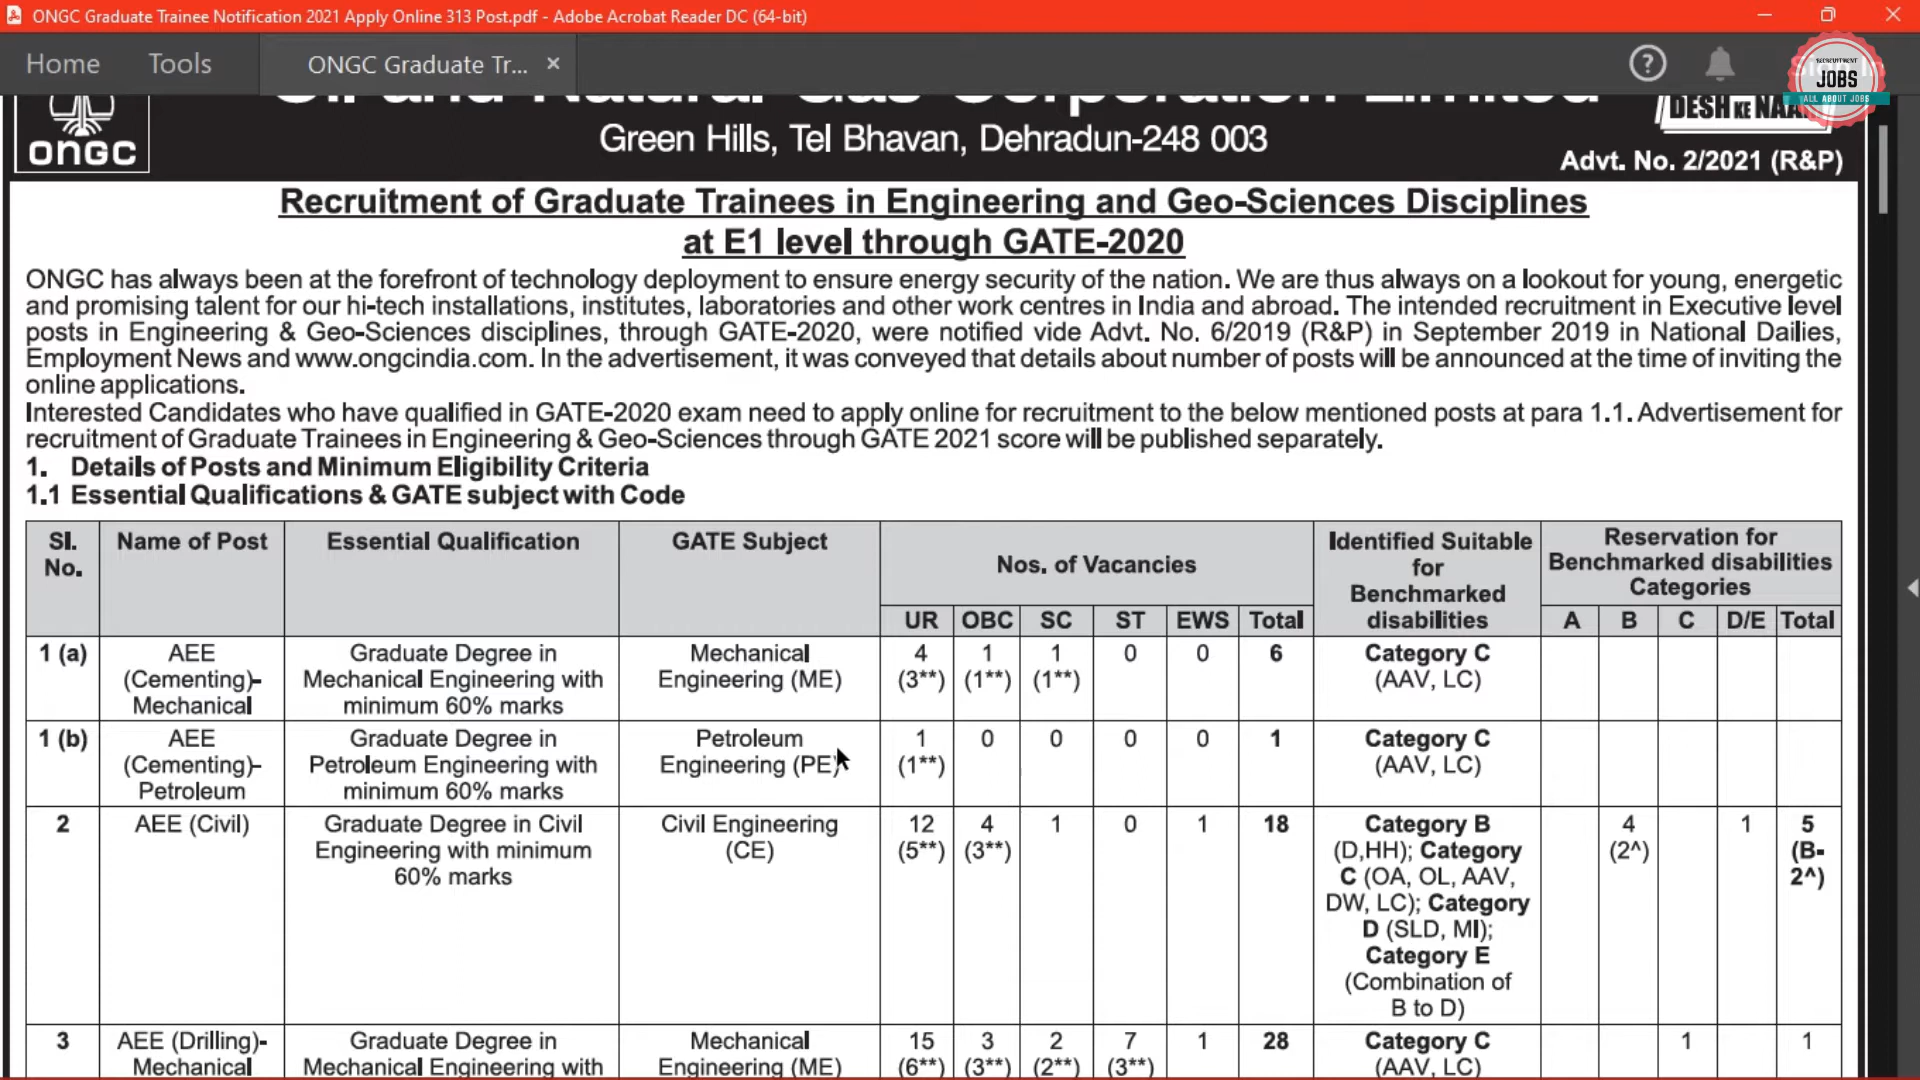 ONGC Graduate Trainee Notification 2021 Apply Online 313 Post.pdf - Adobe Acrobat Reader DC (64-bit)
Home Tools ONGC Graduate Tr... ×
RECRUITMENT
JOBS
ALL ABOUT JOBS
Oil and Natural Gas Corporation Limited
DESH KE NAAM
ONGC
Green Hills, Tel Bhavan, Dehradun-248 003
Advt. No. 2/2021 (R&P)
Recruitment of Graduate Trainees in Engineering and Geo-Sciences Disciplines
at E1 level through GATE-2020
ONGC has always been at the forefront of technology deployment to ensure energy security of the nation. We are thus always on a lookout for young, energetic
and promising talent for our hi-tech installations, institutes, laboratories and other work centres in India and abroad. The intended recruitment in Executive level
posts in Engineering & Geo-Sciences disciplines, through GATE-2020, were notified vide Advt. No. 6/2019 (R&P) in September 2019 in National Dailies,
Employment News and www.ongcindia.com. In the advertisement, it was conveyed that details about number of posts will be announced at the time of inviting the
online applications.
Interested Candidates who have qualified in GATE-2020 exam need to apply online for recruitment to the below mentioned posts at para 1.1. Advertisement for
recruitment of Graduate Trainees in Engineering & Geo-Sciences through GATE 2021 score will be published separately.
1. Details of Posts and Minimum Eligibility Criteria
1.1 Essential Qualifications & GATE subject with Code
Sl. No. Name of Post Essential Qualification GATE Subject Nos. of Vacancies Identified Suitable for Benchmarked disabilities Reservation for Benchmarked disabilities Categories
UR OBC SC ST EWS Total A B C D/E Total
1 (a) AEE Graduate Degree in Mechanical 4 1 1 0 0 6 Category C
(Cementing)- Mechanical Engineering with Engineering (ME) (3**) (1**) (1**) (AAV, LC)
Mechanical minimum 60% marks
1 (b) AEE Graduate Degree in Petroleum 1 0 0 0 0 1 Category C
(Cementing)- Petroleum Engineering with Engineering (PE) (1**) (AAV, LC)
Petroleum minimum 60% marks
2 AEE (Civil) Graduate Degree in Civil Civil Engineering 12 4 1 0 1 18 Category B 4 1 5
Engineering with minimum (CE) (5**) (3**) (D,HH); Category (2^) (B-
60% marks C (OA, OL, AAV, 2^)
DW, LC); Category
D (SLD, MI);
Category E
(Combination of
B to D)
3 AEE (Drilling)- Graduate Degree in Mechanical 15 3 2 7 1 28 Category C 1 1
Mechanical Mechanical Engineering with Engineering (ME) (6**) (3**) (2**) (3**) (AAV, LC)